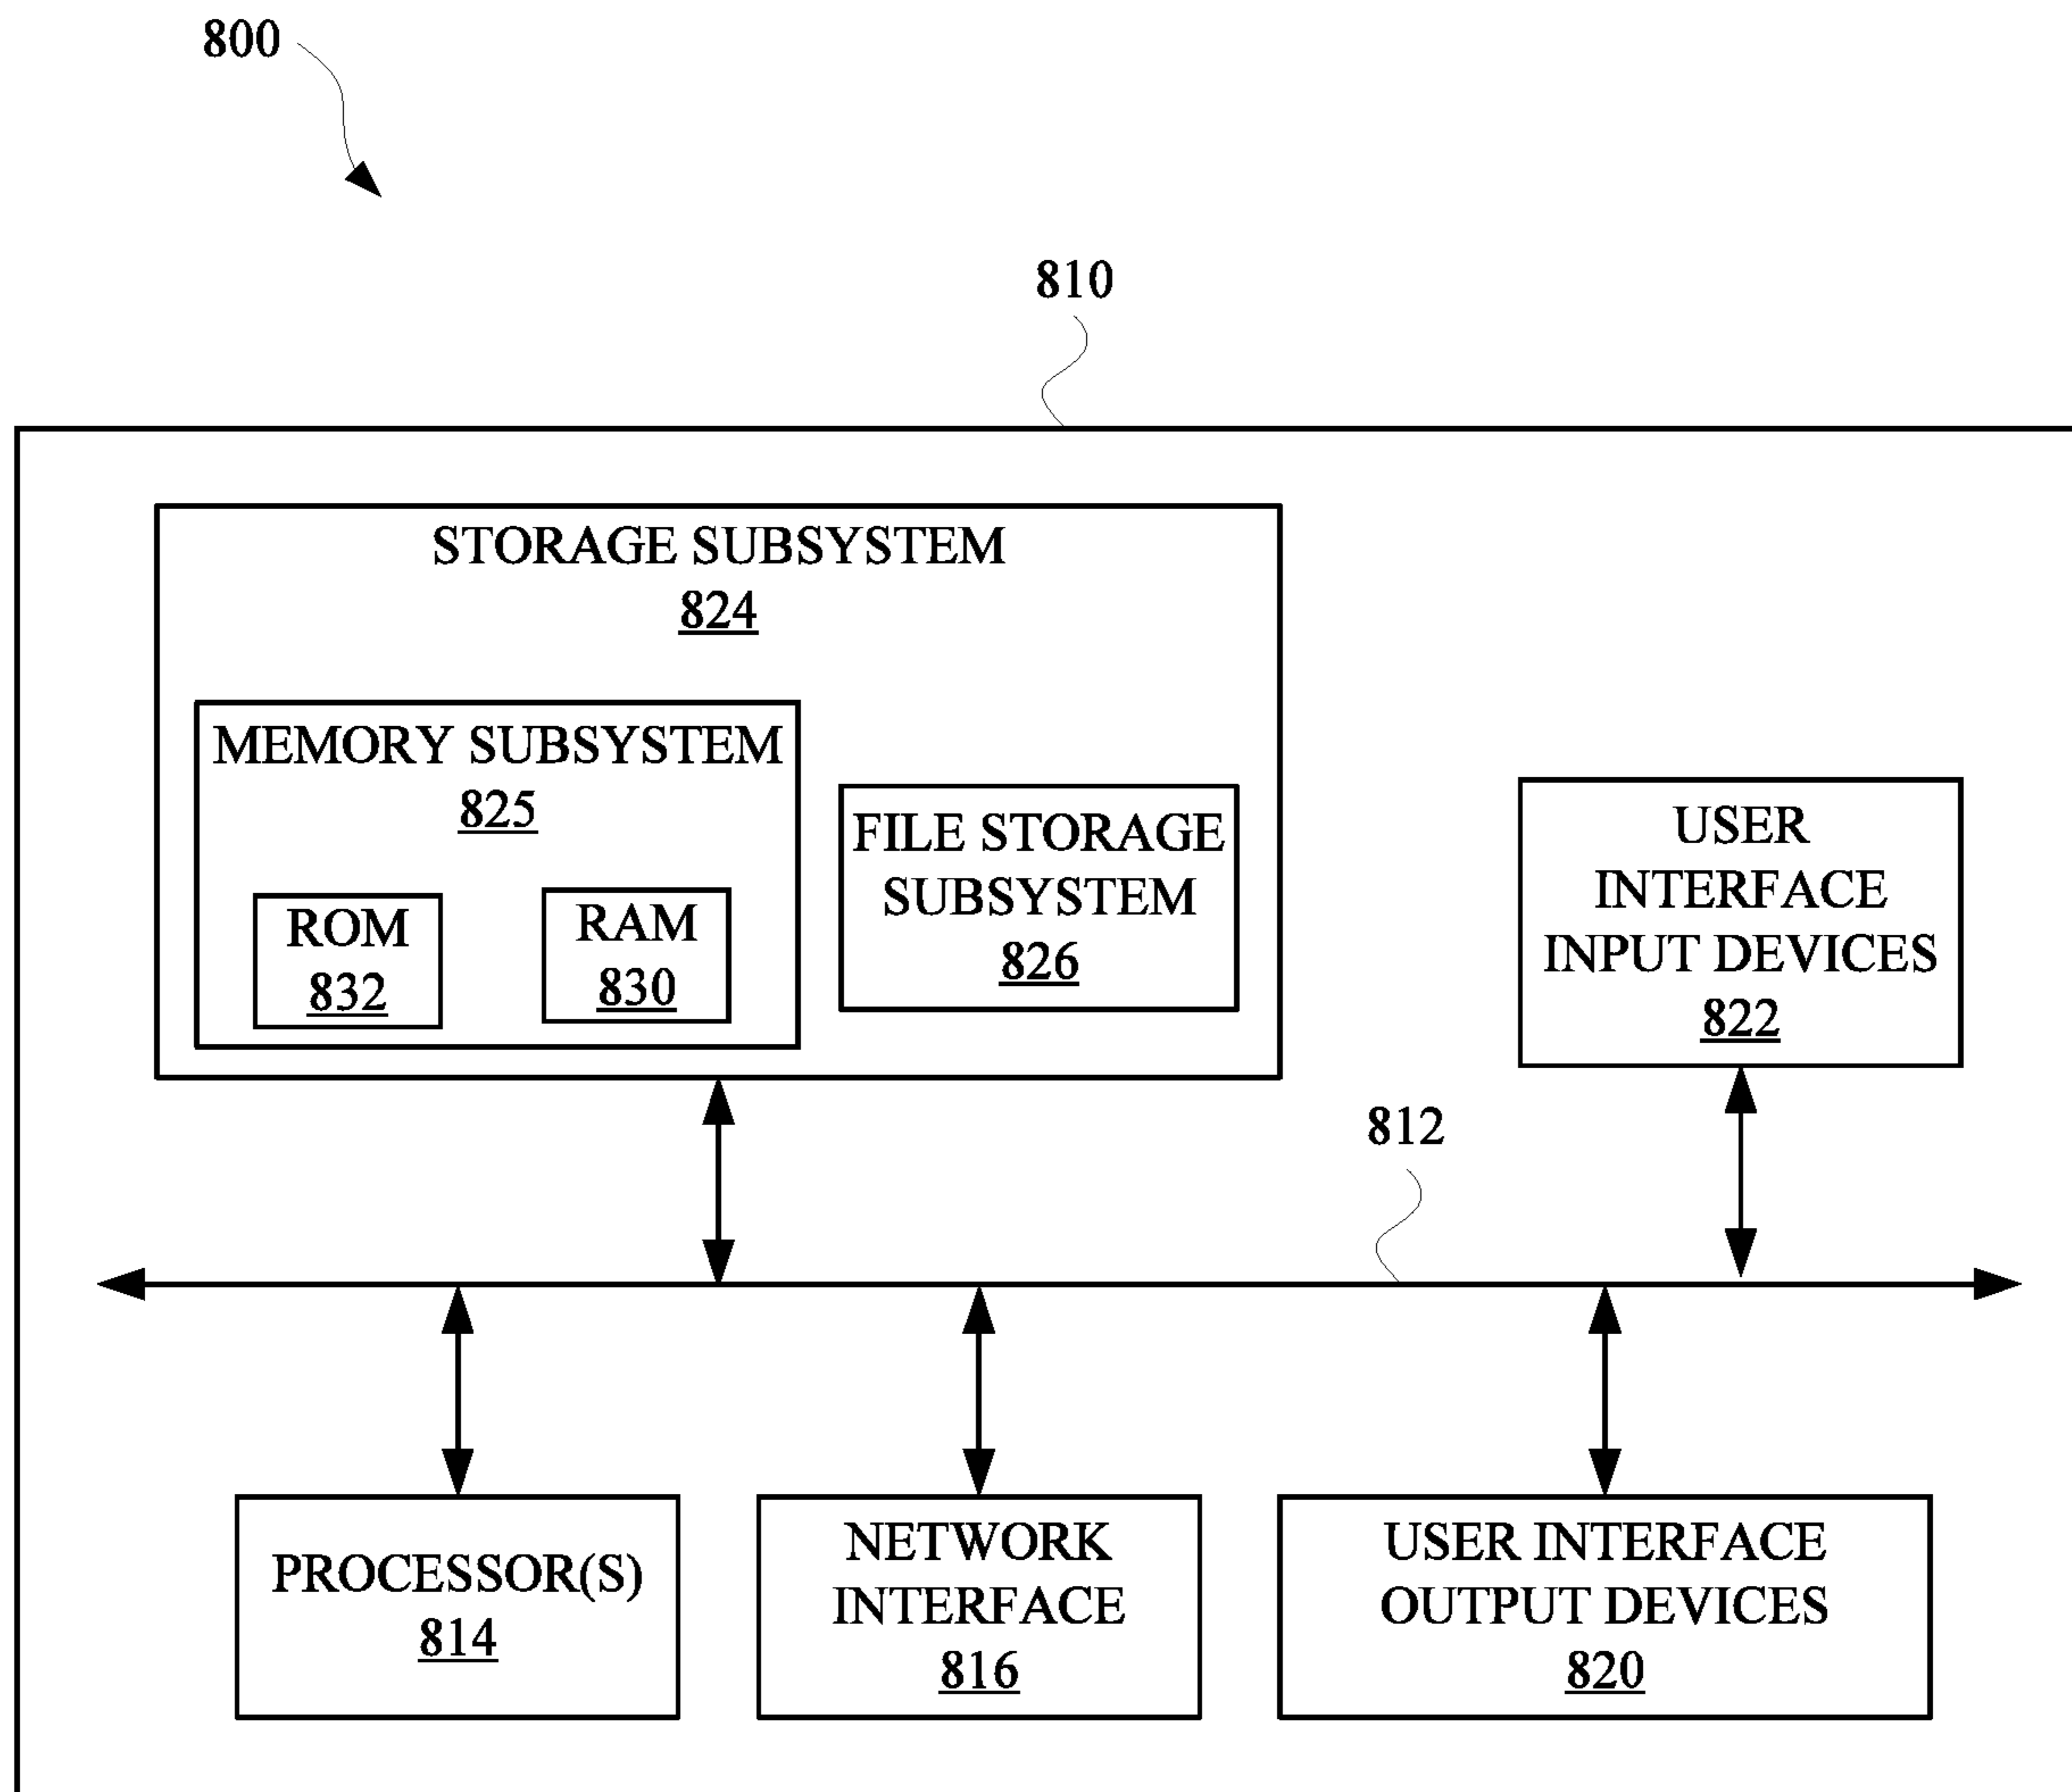 800
810
STORAGE SUBSYSTEM
824
MEMORY SUBSYSTEM
825
ROM
832
RAM
830
FILE STORAGE
SUBSYSTEM
826
USER
INTERFACE
INPUT DEVICES
822
812
PROCESSOR(S)
814
NETWORK
INTERFACE
816
USER INTERFACE
OUTPUT DEVICES
820